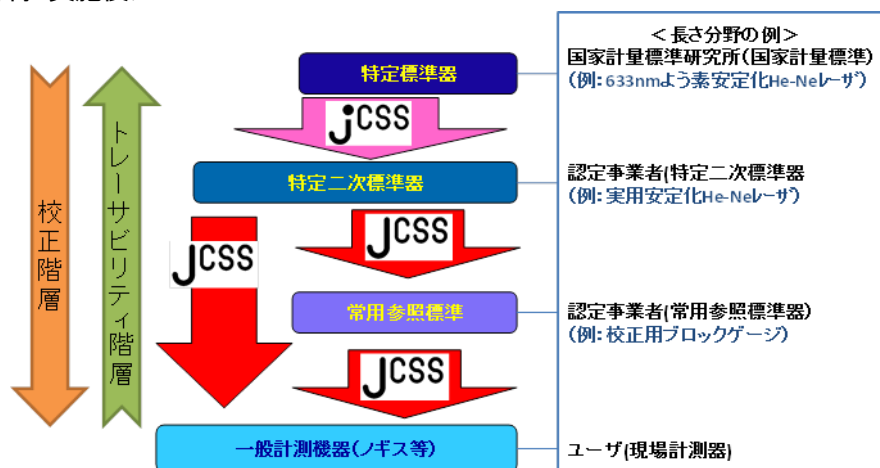 校正階層
トレーサビリティ階層
特定標準器
jCSS
特定二次標準器
JCSS
JCSS
常用参照標準
JCSS
一般計測機器(ノギス等)
＜長さ分野の例＞
国家計量標準研究所(国家計量標準)
(例：633nmよう素安定化He-Neレーザ)
認定事業者(特定二次標準器
(例：実用安定化He-Neレーザ)
認定事業者(常用参照標準器)
(例：校正用ブロックゲージ)
ユーザ(現場計測器)